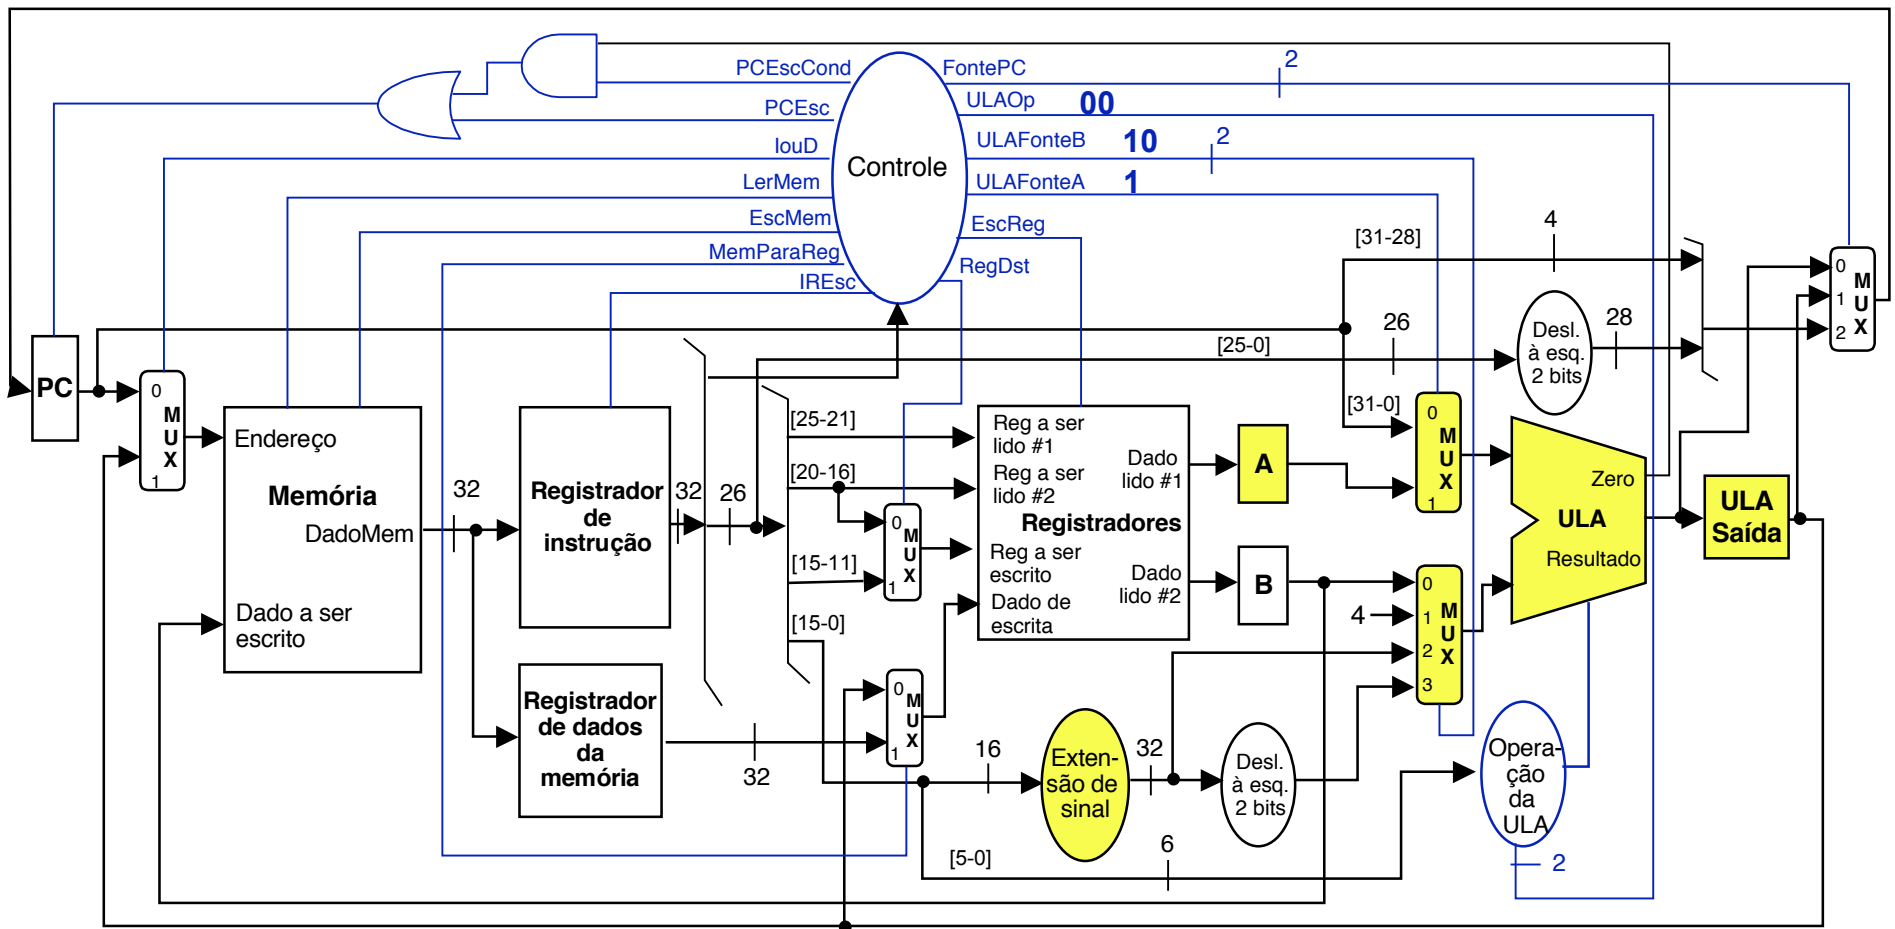 PCEscCond
PCEsc
IouD
LerMem
EscMem
MemParaReg
IREsc
Controle
FontePC
2
ULAOp 00
ULAFonteB 10
2
ULAFonteA 1
EscReg
RegDst
[31-28]
4
26
28
[25-0]
[31-0]
Desl.
à esq.
2 bits
0
1
2
M
U
X
PC
0
M
U
X
1
Endereço
Memória
DadoMem
Dado a ser
escrito
32
Registrador
de
instrução
32
26
Registrador
de dados
da
memória
32
[25-21]
[20-16]
[15-11]
[15-0]
0
M
U
X
1
0
M
U
X
1
Reg a ser
lido #1
Reg a ser
lido #2
Registradores
Reg a ser
escrito
Dado de
escrita
Dado
lido #1
Dado
lido #2
A
B
0
M
U
X
1
4
0
1
2
3
M
U
X
Zero
ULA
Resultado
ULA
Saída
16
Exten-
são de
sinal
32
Desl.
à esq.
2 bits
[5-0]
6
Opera-
ção
da
ULA
2